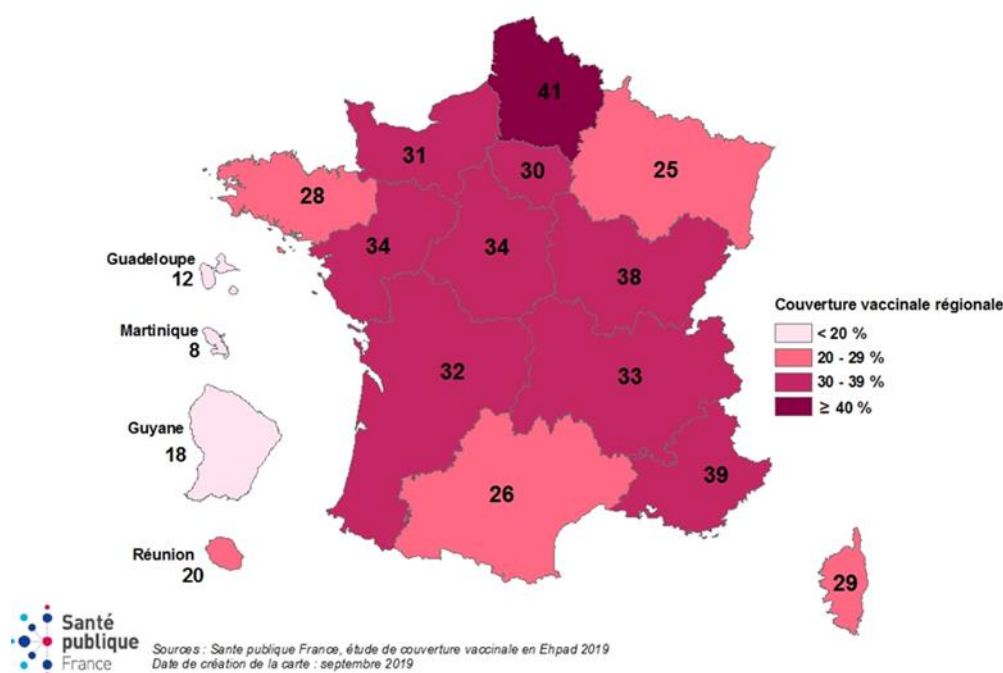 41
31
30
25
28
34
34
38
Guadeloupe
12
Martinique
8
Guyane
18
Réunion
20
32
33
26
39
29
Couverture vaccinale régionale
< 20 %
20 - 29 %
30 - 39 %
≥ 40 %
Santé
publique
France
Sources : Sante publique France, étude de couverture vaccinale en Ehpad 2019
Date de création de la carte : septembre 2019